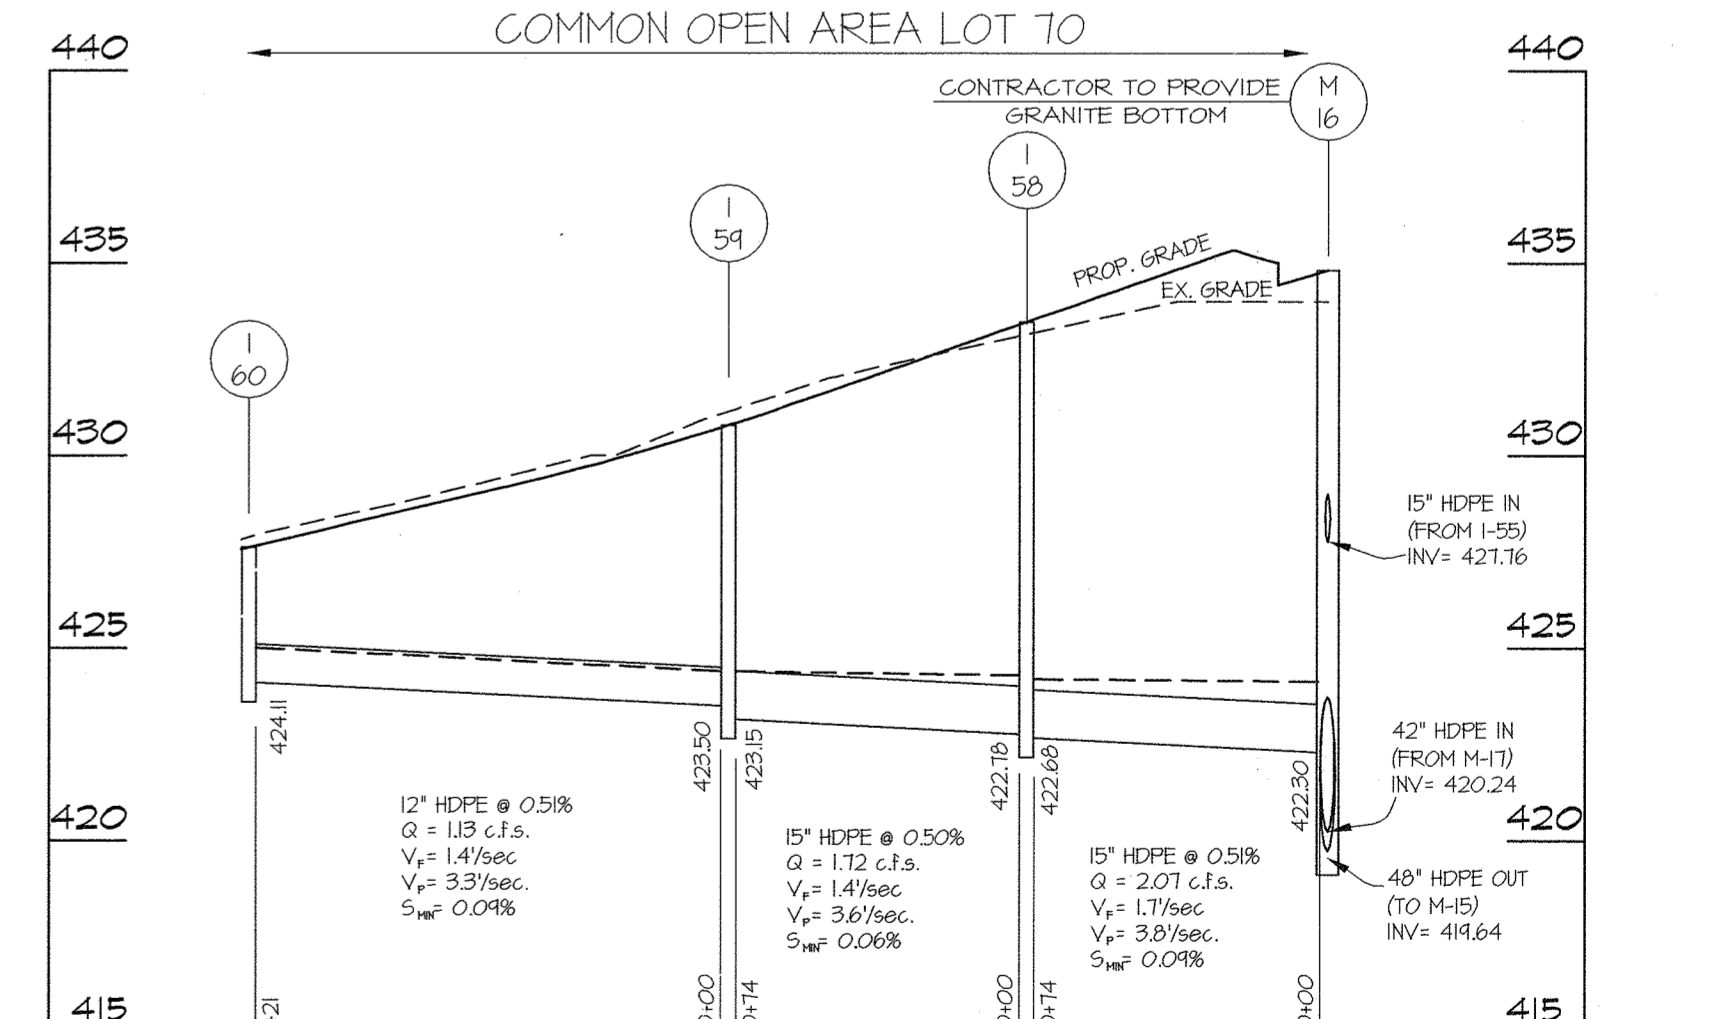 COMMON OPEN AREA LOT 70
440
440
CONTRACTOR TO PROVIDE
GRANITE BOTTOM
M
16
I
58
I
59
435
435
PROP. GRADE
EX. GRADE
I
60
430
430
15" HDPE IN
(FROM I-55)
INV= 427.76
425
425
424.11
423.50
423.15
422.78
422.68
422.30
42" HDPE IN
(FROM M-17)
INV= 420.24
420
420
12" HDPE @ 0.51%
Q = 1.13 c.f.s.
VF= 1.4'/sec
VP= 3.3'/sec.
SMIN= 0.09%
15" HDPE @ 0.50%
Q = 1.72 c.f.s.
VF= 1.4'/sec
VP= 3.6'/sec.
SMIN= 0.06%
15" HDPE @ 0.51%
Q = 2.07 c.f.s.
VF= 1.7'/sec
VP= 3.8'/sec.
SMIN= 0.09%
48" HDPE OUT
(TO M-15)
INV= 419.64
415
415
+21
+00
+74
+00
+74
+00